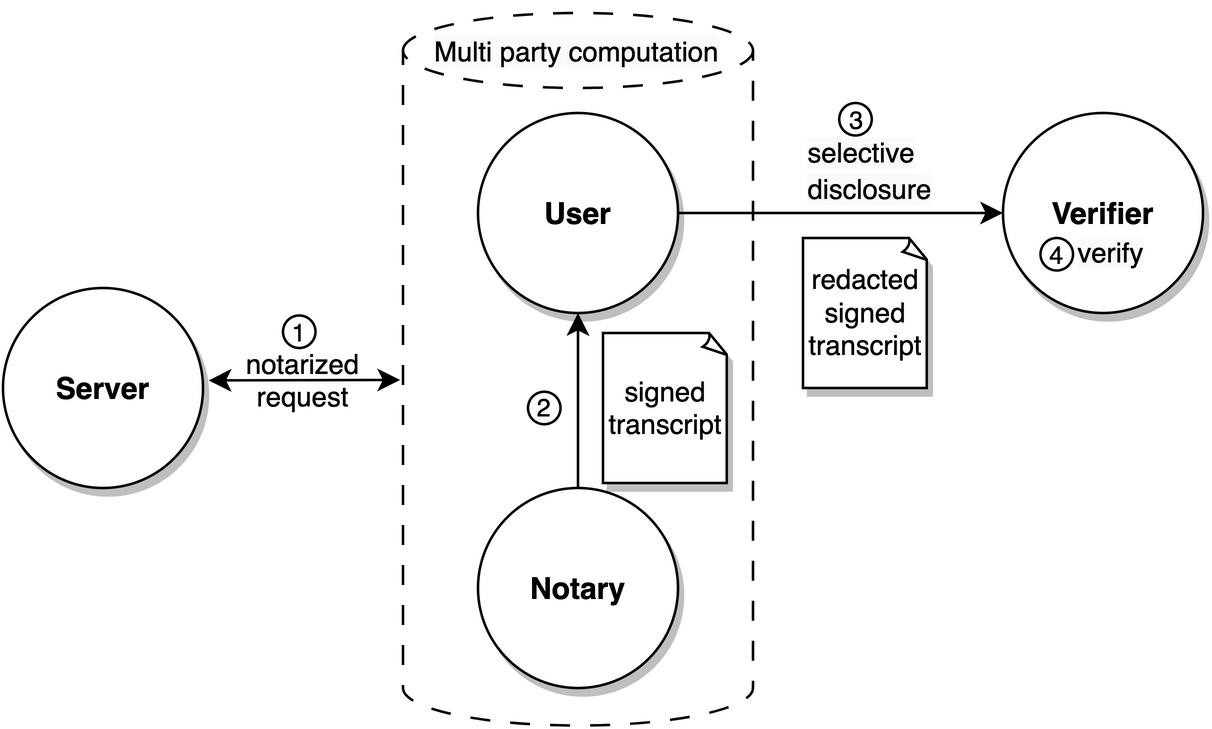 Multi party computation
User
3
selective
disclosure
Verifier
4 verify
redacted
signed
transcript
1
notarized
request
Server
2
signed
transcript
Notary